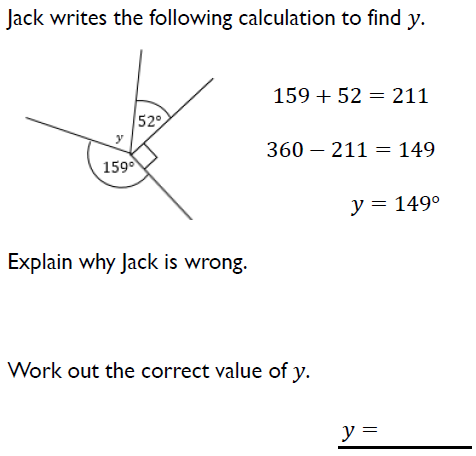 Jack writes the following calculation to find y.
52°
y
159°
159 + 52 = 211
360 − 211 = 149
y = 149°
Explain why Jack is wrong.
Work out the correct value of y.
y =